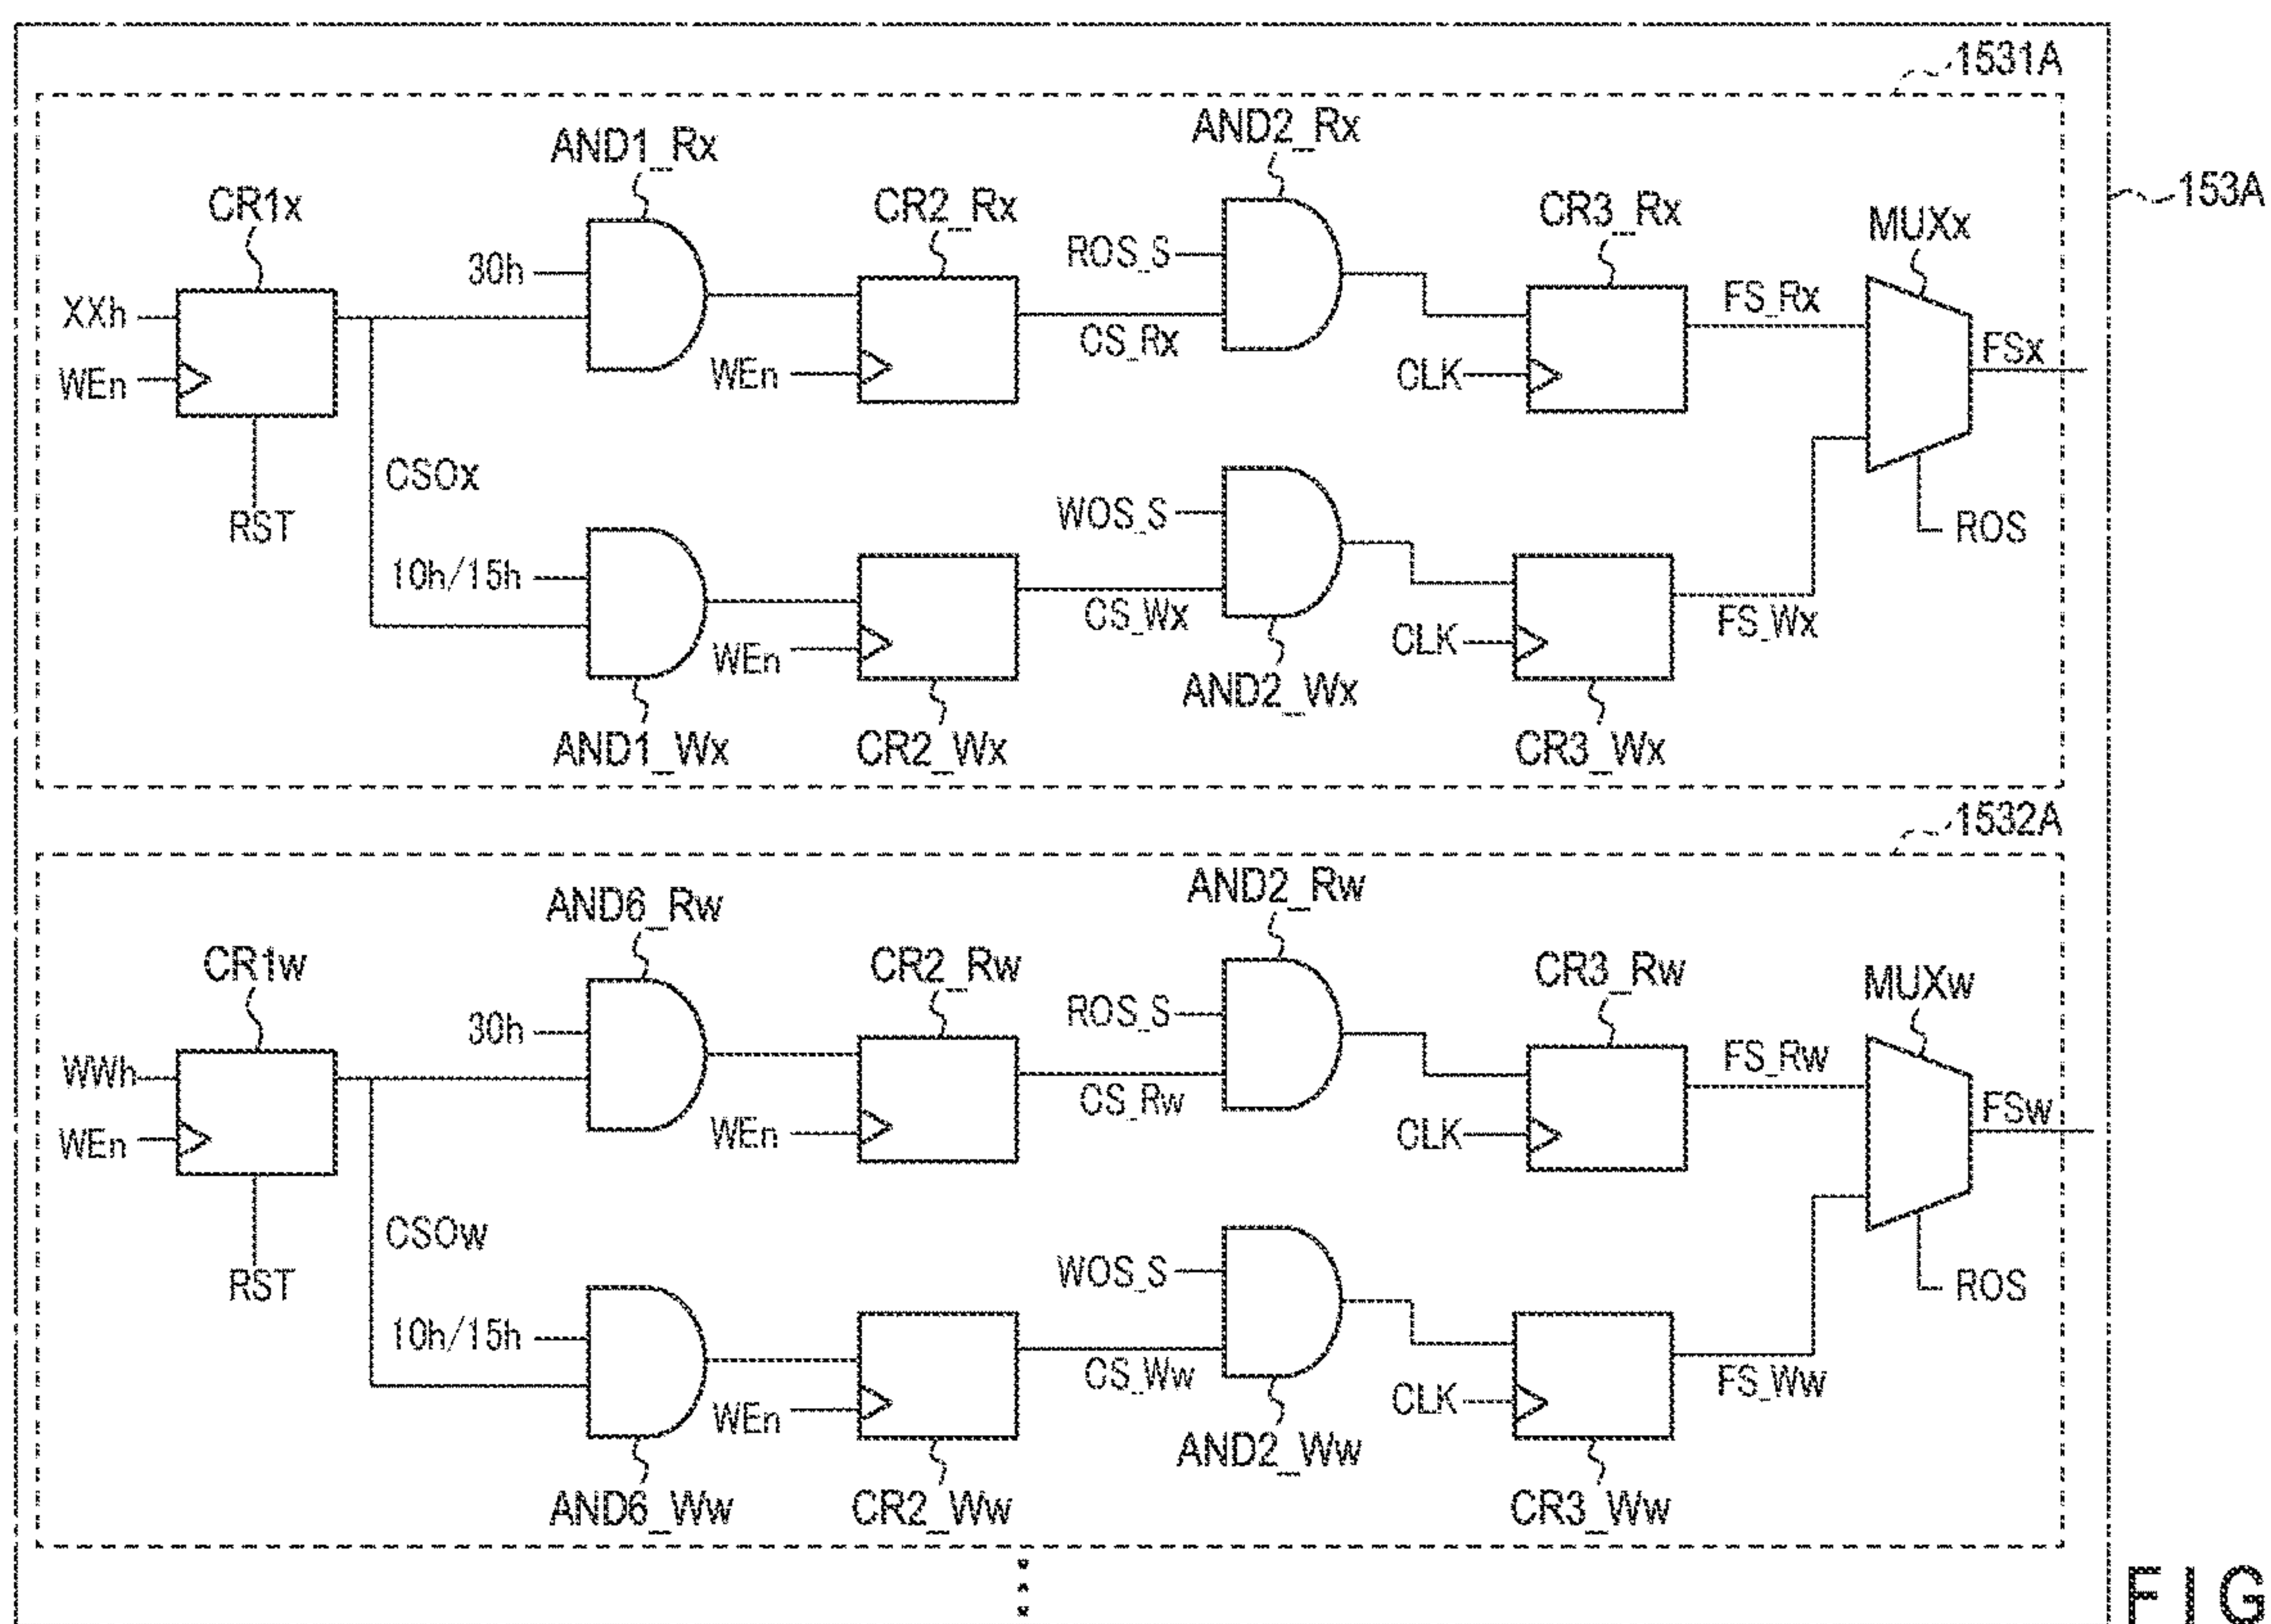 1531A
153A
AND1_Rx
AND2_Rx
CR1x
CR2_Rx
CR3_Rx
MUXx
30h
ROS_S
XXh
FS_Rx
CS_Rx
FSx
WEn
WEn
CLK
CSOx
RST
WOS_S
ROS
10h/15h
CS_Wx
FS_Wx
WEn
CLK
AND2_Wx
AND1_Wx
CR2_Wx
CR3_Wx
1532A
AND6_Rw
AND2_Rw
CR1w
CR2_Rw
CR3_Rw
MUXw
30h
ROS_S
WWh
FS_Rw
CS_Rw
FSw
WEn
WEn
CLK
CSOw
RST
WOS_S
ROS
10h/15h
CS_Ww
FS_Ww
WEn
CLK
AND2_Ww
AND6_Ww
CR2_Ww
CR3_Ww
FIG